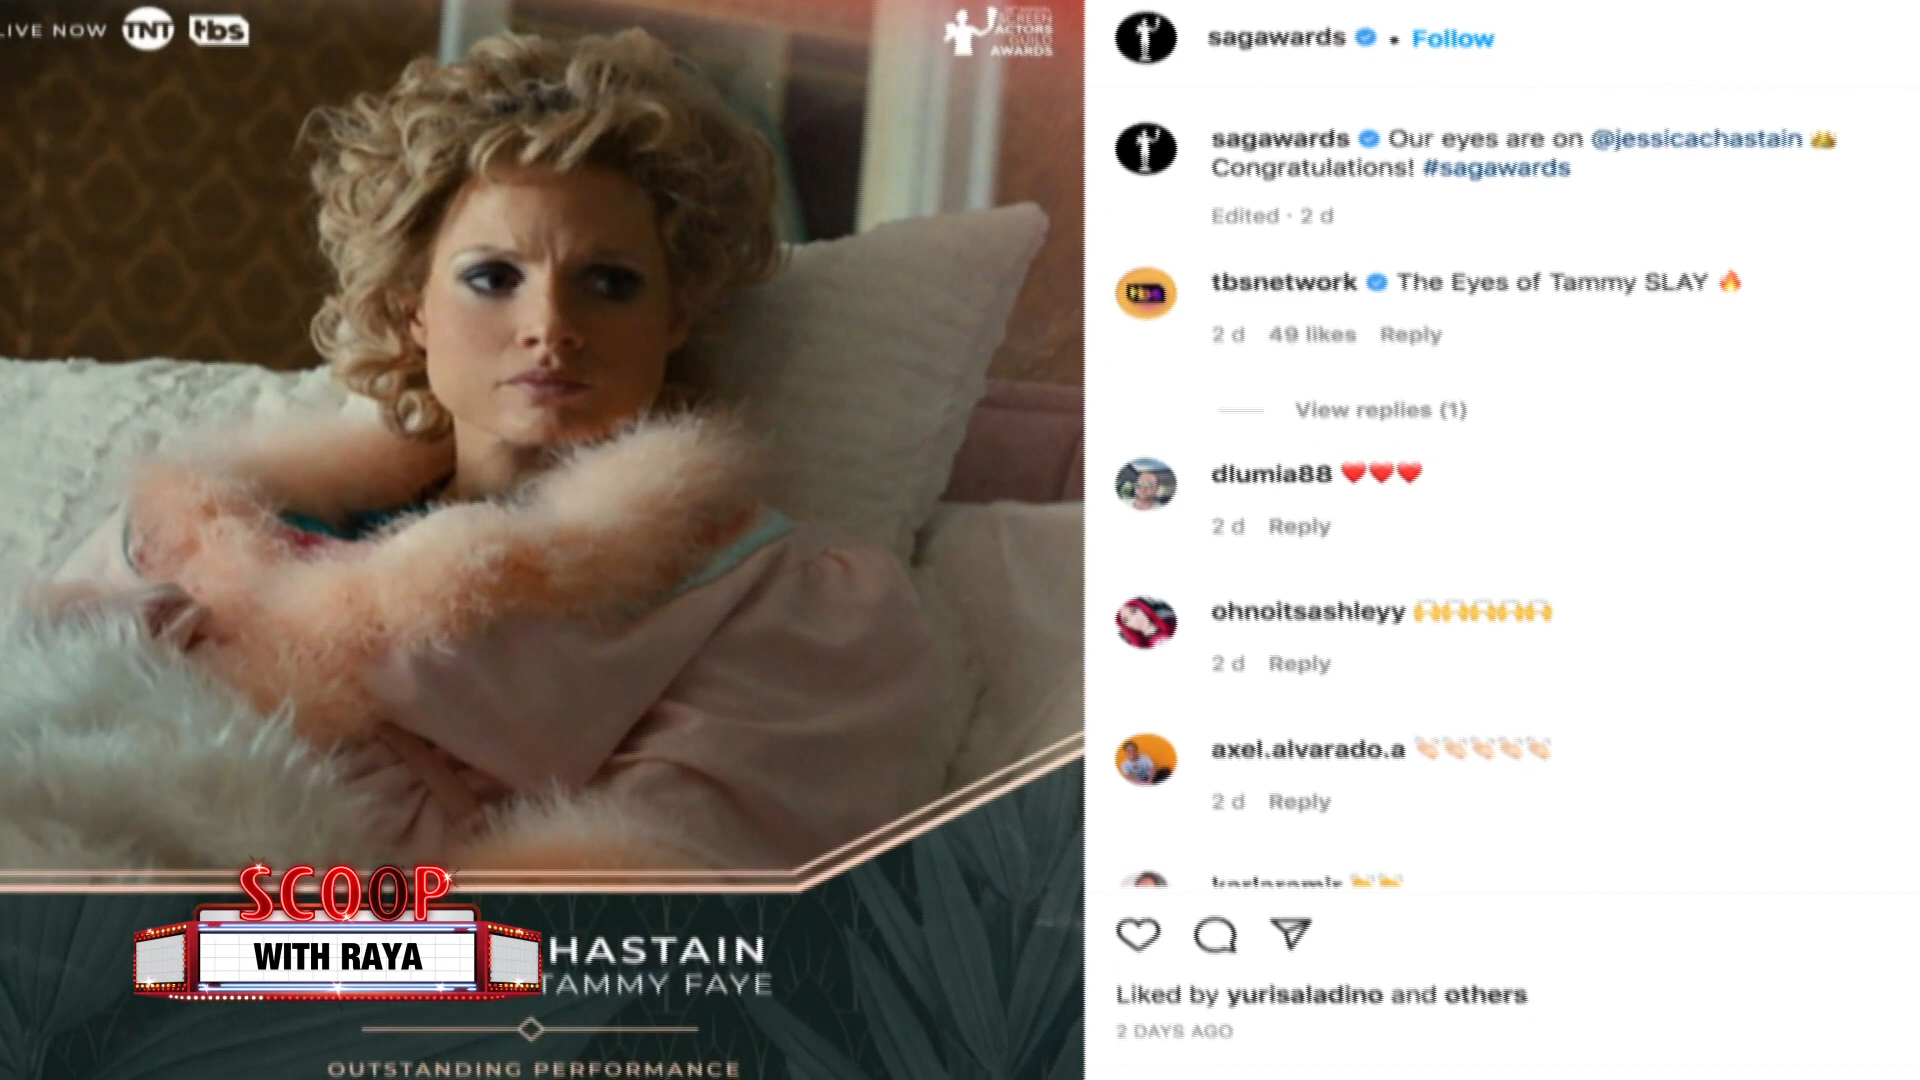 LIVE NOW TNT tbs
SCREEN
ACTORS
GUILD
AWARDS
SCOOP
WITH RAYA
HASTAIN
TAMMY FAYE
OUTSTANDING PERFORMANCE
sagawards • Follow
sagawards Our eyes are on @jessicachastain
Congratulations! #sagawards
Edited · 2 d
tbs
tbsnetwork The Eyes of Tammy SLAY 🔥
2 d 49 likes Reply
View replies (1)
dlumia88 ❤️❤️❤️
2 d Reply
ohnoitsashleyy 🙌🙌🙌🙌🙌
2 d Reply
axel.alvarado.a 👏🏻👏🏻👏🏻👏🏻👏🏻
2 d Reply
Liked by yurisaladino and others
2 DAYS AGO